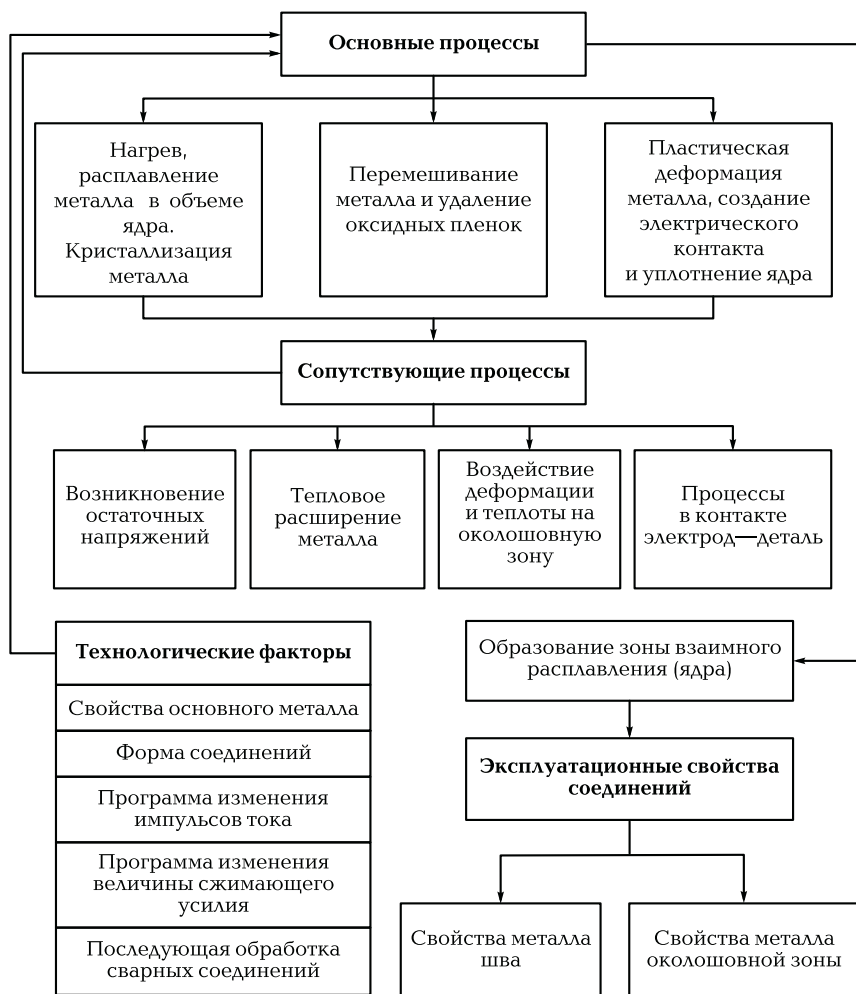 Основные процессы
Нагрев,
расплавление
металла в объеме
ядра.
Кристаллизация
металла
Перемешивание
металла и удаление
оксидных пленок
Пластическая
деформация
металла, создание
электрического
контакта
и уплотнение ядра
Сопутствующие процессы
Возникновение
остаточных
напряжений
Тепловое
расширение
металла
Воздействие
деформации
и теплоты на
околошовную
зону
Процессы
в контакте
электрод—деталь
Технологические факторы
Свойства основного металла
Форма соединений
Программа изменения
импульсов тока
Программа изменения
величины сжимающего
усилия
Последующая обработка
сварных соединений
Образование зоны взаимного
расплавления (ядра)
Эксплуатационные свойства
соединений
Свойства металла
шва
Свойства металла
околошовной зоны